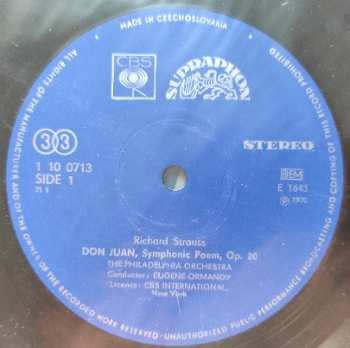 MADE IN CZECHOSLOVAKIA
ALL RIGHTS OF THE MANUFACTURER AND OF THE OWNERS OF THE RECORDED WORK RESERVED. UNAUTHORIZED PUBLIC PERFORMANCE BROADCASTING AND COPYING OF THIS RECORD PROHIBITED
CBS
SUPRAPHON
33
STEREO
1 10 0713
SIDE 1
E 1643
Ⓟ 1970
Richard Strauss
DON JUAN, Symphonic Poem, Op. 20
THE PHILADELPHIA ORCHESTRA
Conductor: EUGENE ORMANDY
Licence: CBS INTERNATIONAL,
New York